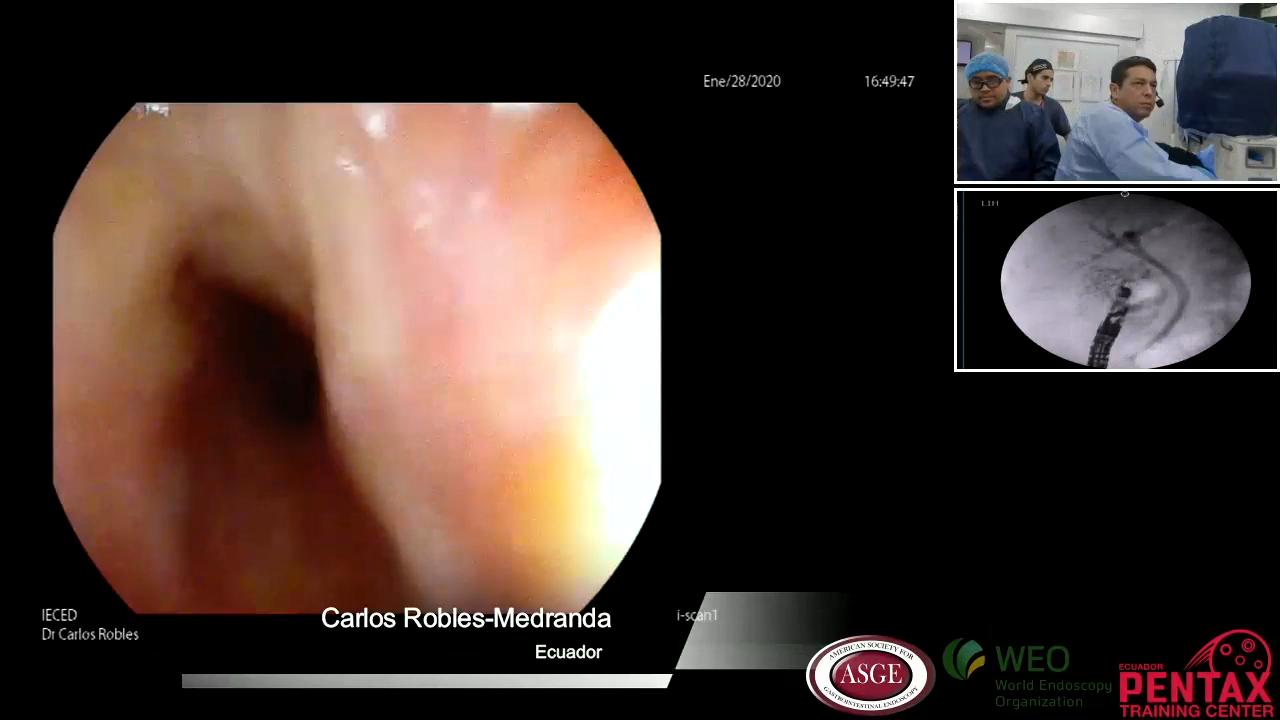 Ene/28/2020 16:49:47
LIH
IECED
Dr Carlos Robles
Carlos Robles-Medranda
Ecuador
i-scan1
AMERICAN SOCIETY FOR
ASGE
GASTROINTESTINAL ENDOSCOPY
WEO
World Endoscopy
Organization
ECUADOR
PENTAX
TRAINING CENTER